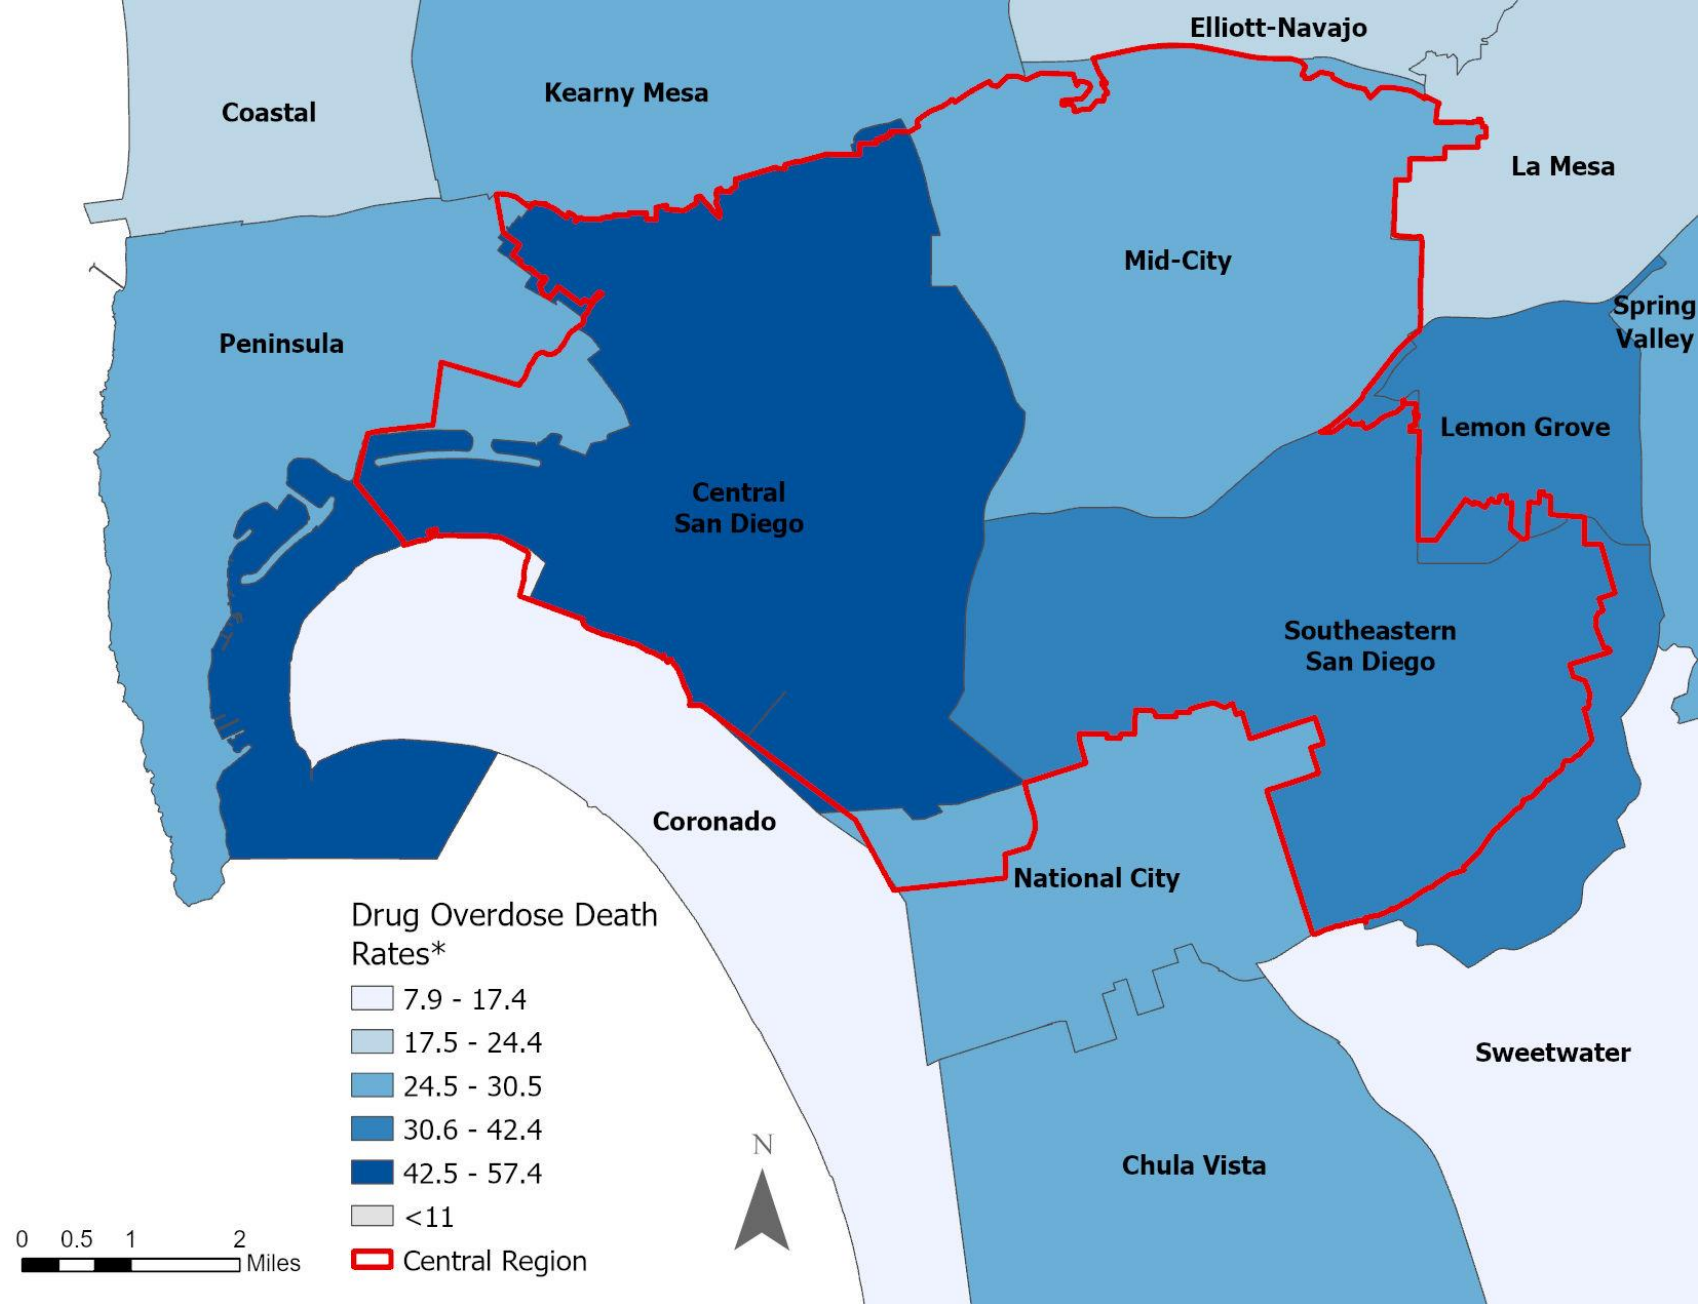 Elliott-Navajo
Kearny Mesa
Coastal
La Mesa
Mid-City
Spring
Valley
Peninsula
Lemon Grove
Central
San Diego
Southeastern
San Diego
Coronado
National City
Sweetwater
Chula Vista
Drug Overdose Death
Rates*
7.9 - 17.4
17.5 - 24.4
24.5 - 30.5
30.6 - 42.4
42.5 - 57.4
<11
Central Region
N
0 0.5 1 2
Miles